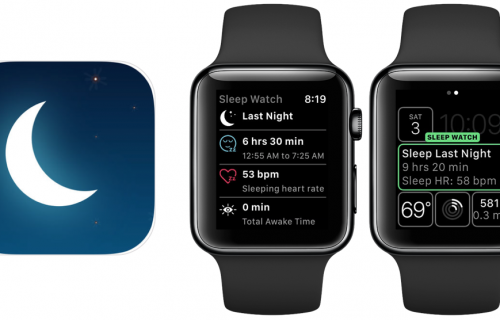 Sleep Watch 8:19
Last Night
6 hrs 30 min
12:55 AM to 7:25 AM
53 bpm
Sleeping heart rate
0 min
Total Awake Time
SAT
3
10:09
SLEEP WATCH
Sleep Last Night
9 hrs 20 min
Sleep HR: 58 bpm
69°
581
0.3 m